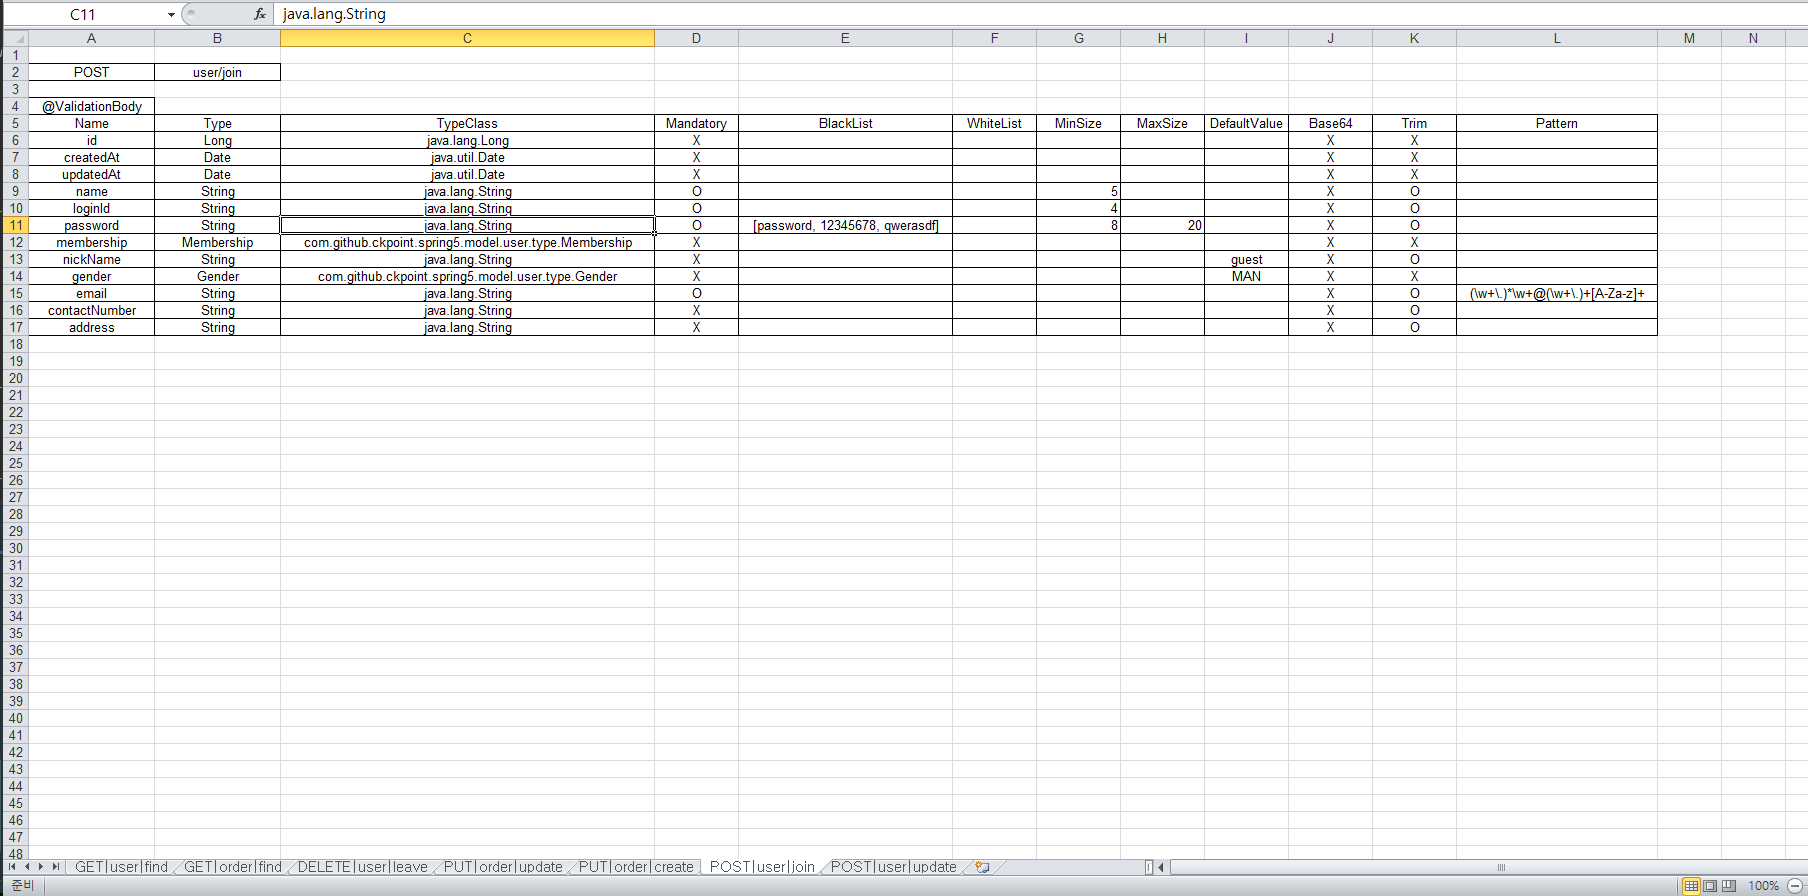 C11 fx java.lang.String
A B C D E F G H I J K L M N
1
2 POST user/join
3
4 @ValidationBody
5 Name Type TypeClass Mandatory BlackList WhiteList MinSize MaxSize DefaultValue Base64 Trim Pattern
6 id Long java.lang.Long X X X
7 createdAt Date java.util.Date X X X
8 updatedAt Date java.util.Date X X X
9 name String java.lang.String O 5 X O
10 loginId String java.lang.String O 4 X O
11 password String java.lang.String O [password, 12345678, qwerasdf] 8 20 X O
12 membership Membership com.github.ckpoint.spring5.model.user.type.Membership X X X
13 nickName String java.lang.String X guest X O
14 gender Gender com.github.ckpoint.spring5.model.user.type.Gender X MAN X X
15 email String java.lang.String O X O (\w+\.)*\w+@(\w+\.)+[A-Za-z]+
16 contactNumber String java.lang.String X X O
17 address String java.lang.String X X O
18
19
20
21
22
23
24
25
26
27
28
29
30
31
32
33
34
35
36
37
38
39
40
41
42
43
44
45
46
47
48
GET|user|find GET|order|find DELETE|user|leave PUT|order|update PUT|order|create POST|user|join POST|user|update
준비 100%